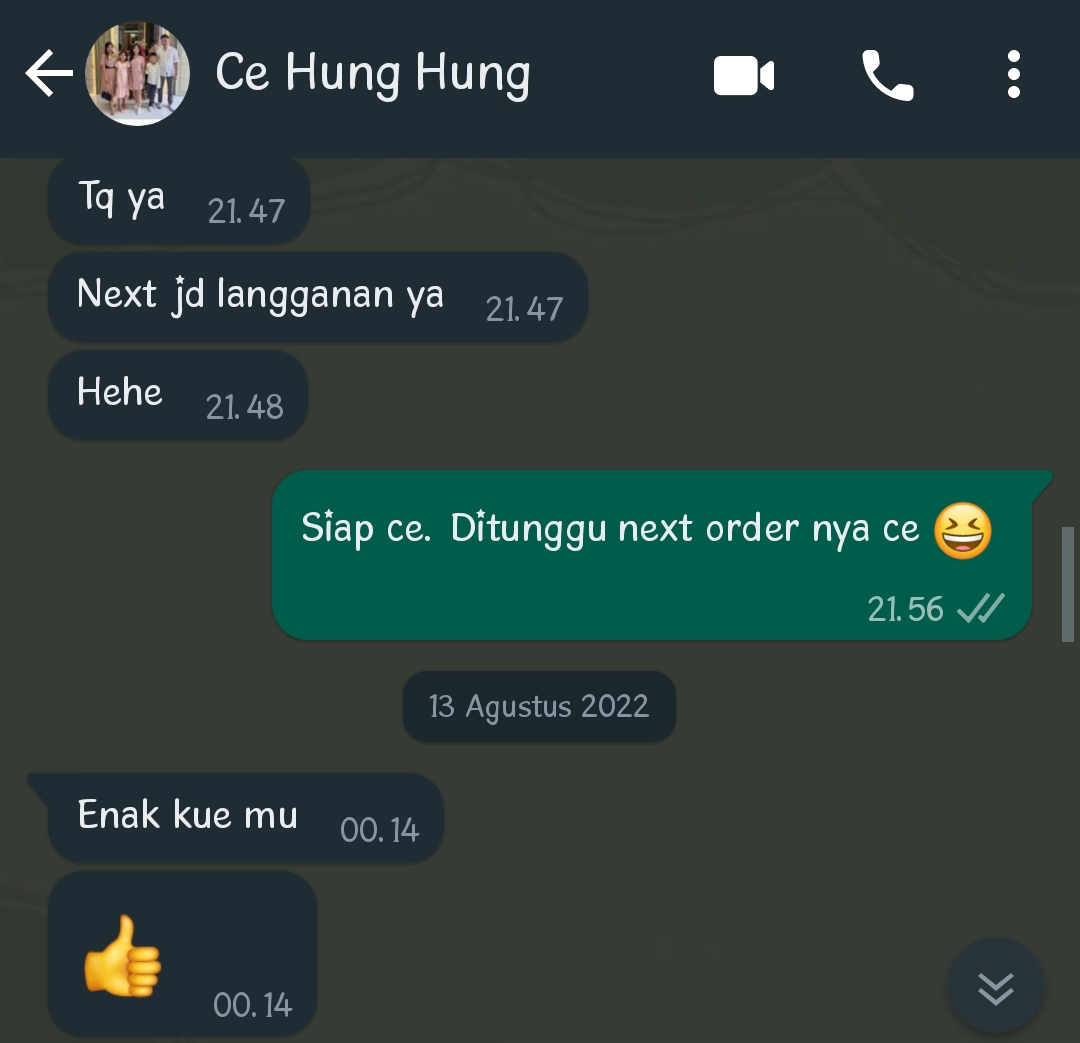 Ce Hung Hung
Tq ya 21.47
Next jd langganan ya 21.47
Hehe 21.48
Siap ce. Ditunggu next order nya ce 😆
21.56
13 Agustus 2022
Enak kue mu 00.14
👍 00.14